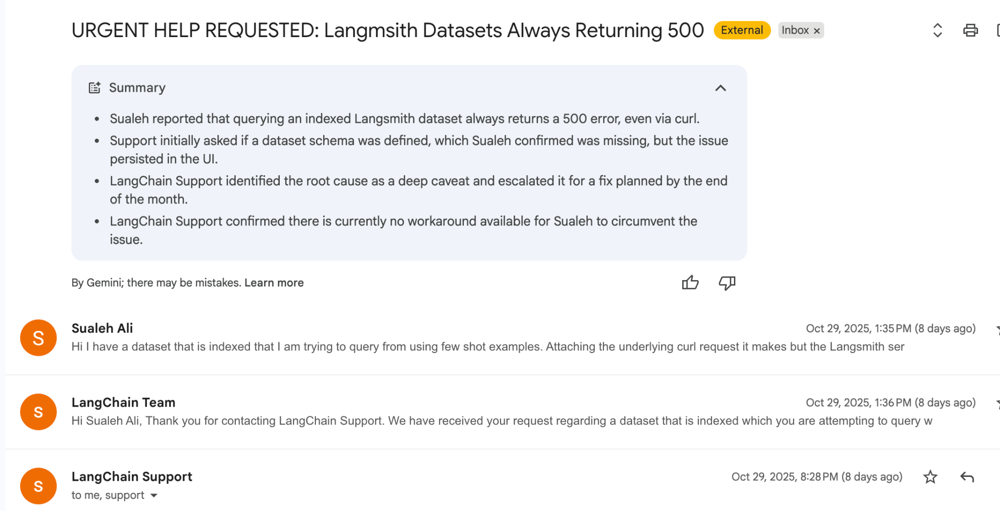 URGENT HELP REQUESTED: Langmsith Datasets Always Returning 500 External Inbox ×
Summary
• Sualeh reported that querying an indexed Langsmith dataset always returns a 500 error, even via curl.
• Support initially asked if a dataset schema was defined, which Sualeh confirmed was missing, but the issue
persisted in the UI.
• LangChain Support identified the root cause as a deep caveat and escalated it for a fix planned by the end
of the month.
• LangChain Support confirmed there is currently no workaround available for Sualeh to circumvent the
issue.
By Gemini; there may be mistakes. Learn more
S
Sualeh Ali
Oct 29, 2025, 1:35 PM (8 days ago)
Hi I have a dataset that is indexed that I am trying to query from using few shot examples. Attaching the underlying curl request it makes but the Langsmith ser
S
LangChain Team
Oct 29, 2025, 1:36 PM (8 days ago)
Hi Sualeh Ali, Thank you for contacting LangChain Support. We have received your request regarding a dataset that is indexed which you are attempting to query w
S
LangChain Support
Oct 29, 2025, 8:28 PM (8 days ago)
to me, support